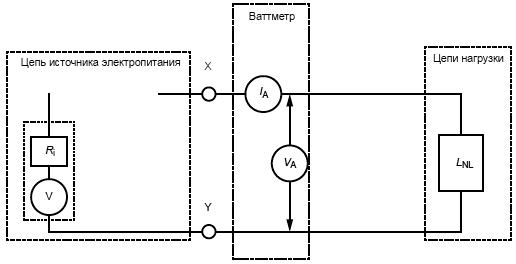 Ваттметр
Цепь источника электропитания
Цепи нагрузки
X
IA
Ri
VA
LNL
V
Y